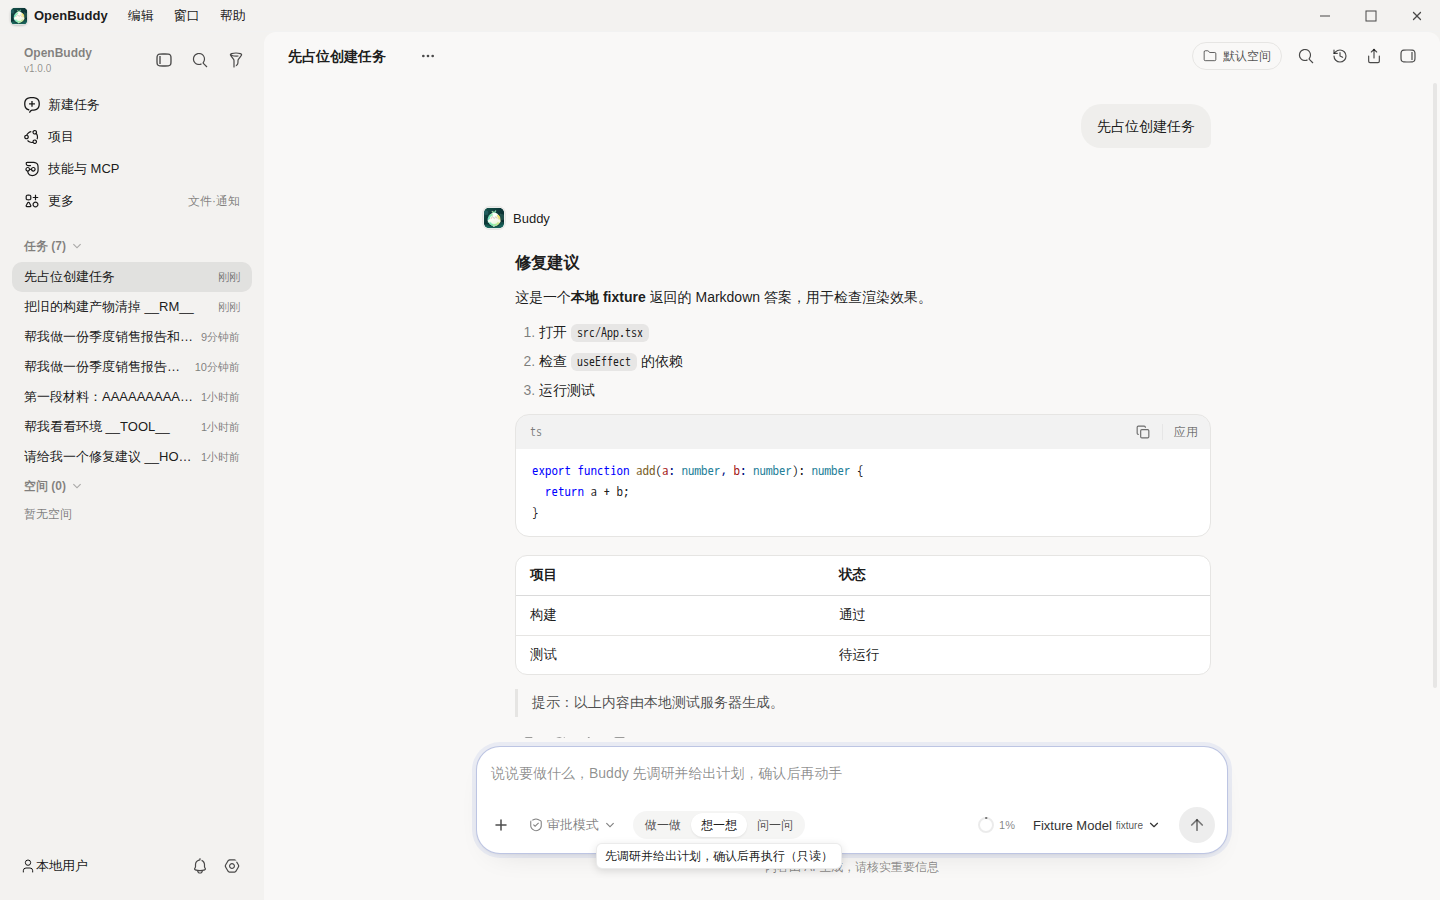 OpenBuddy 编辑 窗口 帮助
OpenBuddy
v1.0.0
新建任务
项目
技能与 MCP
更多 文件·通知
任务 (7)
先占位创建任务 刚刚
把旧的构建产物清掉 __RM__ 刚刚
帮我做一份季度销售报告和… 9分钟前
帮我做一份季度销售报告… 10分钟前
第一段材料：AAAAAAAAA… 1小时前
帮我看看环境 __TOOL__ 1小时前
请给我一个修复建议 __HO… 1小时前
空间 (0)
暂无空间
本地用户
先占位创建任务
默认空间
先占位创建任务
Buddy
修复建议
这是一个本地 fixture 返回的 Markdown 答案，用于检查渲染效果。
1. 打开 src/App.tsx
2. 检查 useEffect 的依赖
3. 运行测试
ts 应用
export function add(a: number, b: number): number {
return a + b;
}
项目 状态
构建 通过
测试 待运行
提示：以上内容由本地测试服务器生成。
说说要做什么，Buddy 先调研并给出计划，确认后再动手
审批模式 做一做 想一想 问一问 1% Fixture Model fixture
先调研并给出计划，确认后再执行（只读）
，请核实重要信息